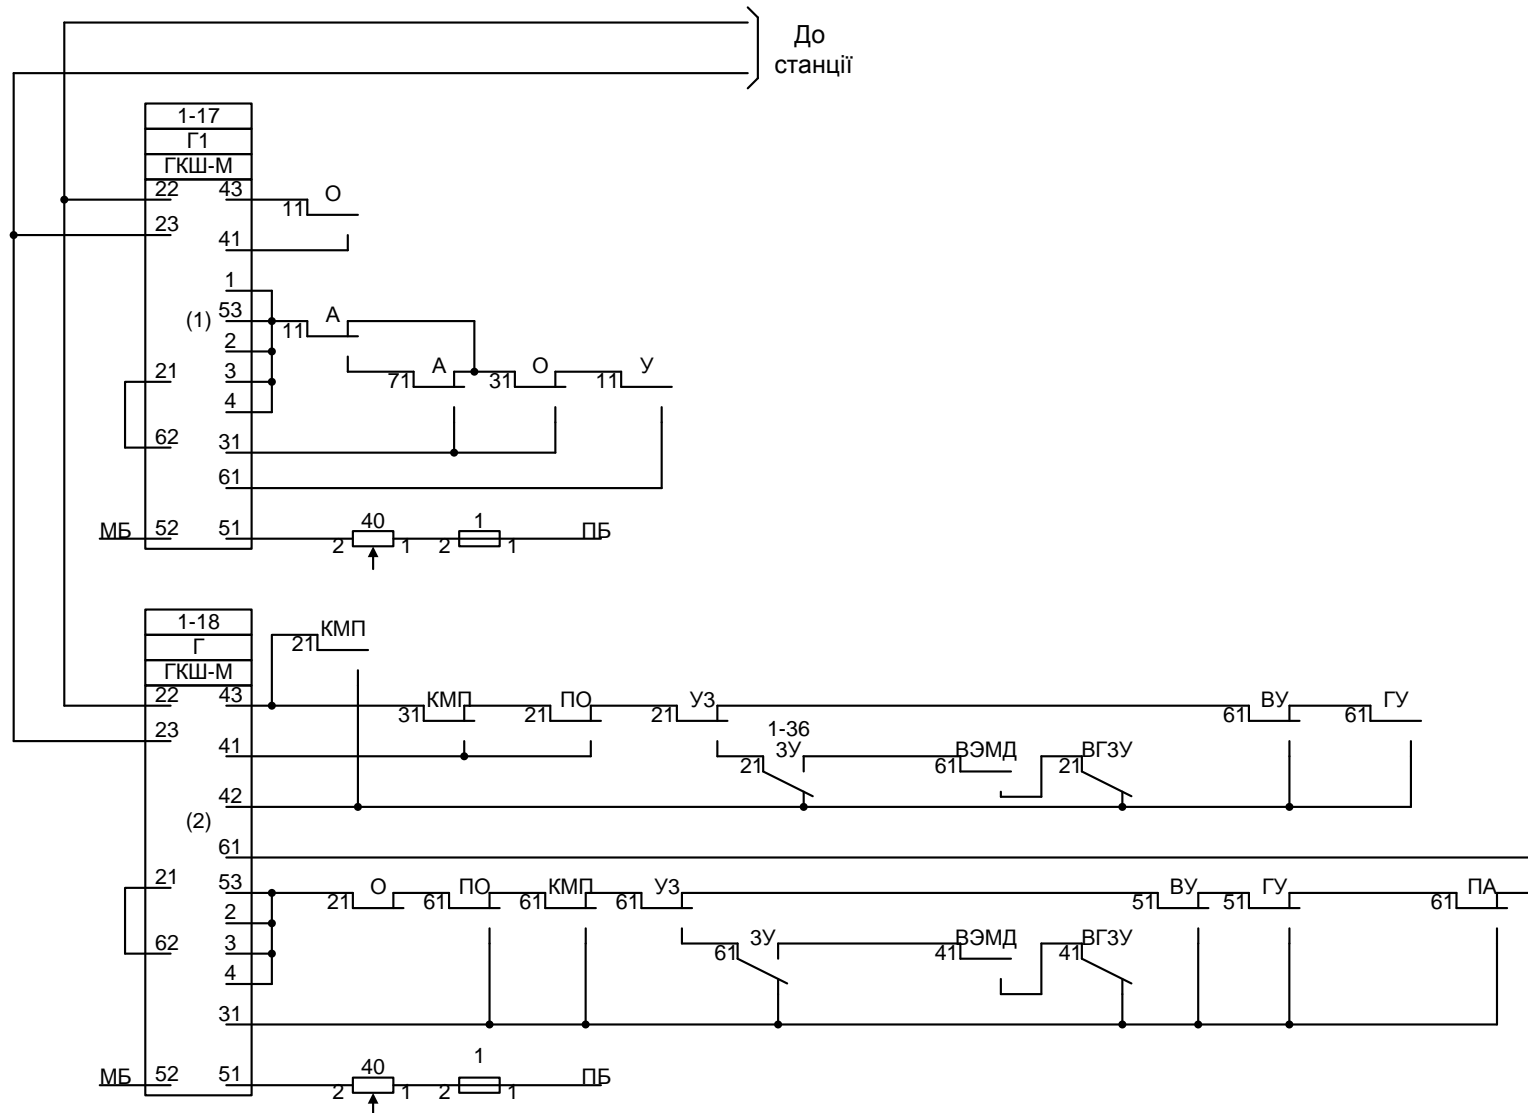 До
станції
1-17
Г1
ГКШ-М
22 43 11 О
23
41
1
(1) 53 11 А
2
21 3 71 А 31 О 11 У
4
62 31
61
МБ 52 51 2 40 1 2 1 1 ПБ
1-18
Г
ГКШ-М
21 КМП
22 43 31 КМП 21 ПО 21 УЗ 61 ВУ 61 ГУ
23
1-36
41 21 ЗУ 61 ВЭМД 21 ВГЗУ
42
(2)
61
21 53 21 О 61 ПО 61 КМП 61 УЗ 51 ВУ 51 ГУ 61 ПА
2
62 3 61 ЗУ 41 ВЭМД 41 ВГЗУ
4
31
МБ 52 51 2 40 1 2 1 1 ПБ